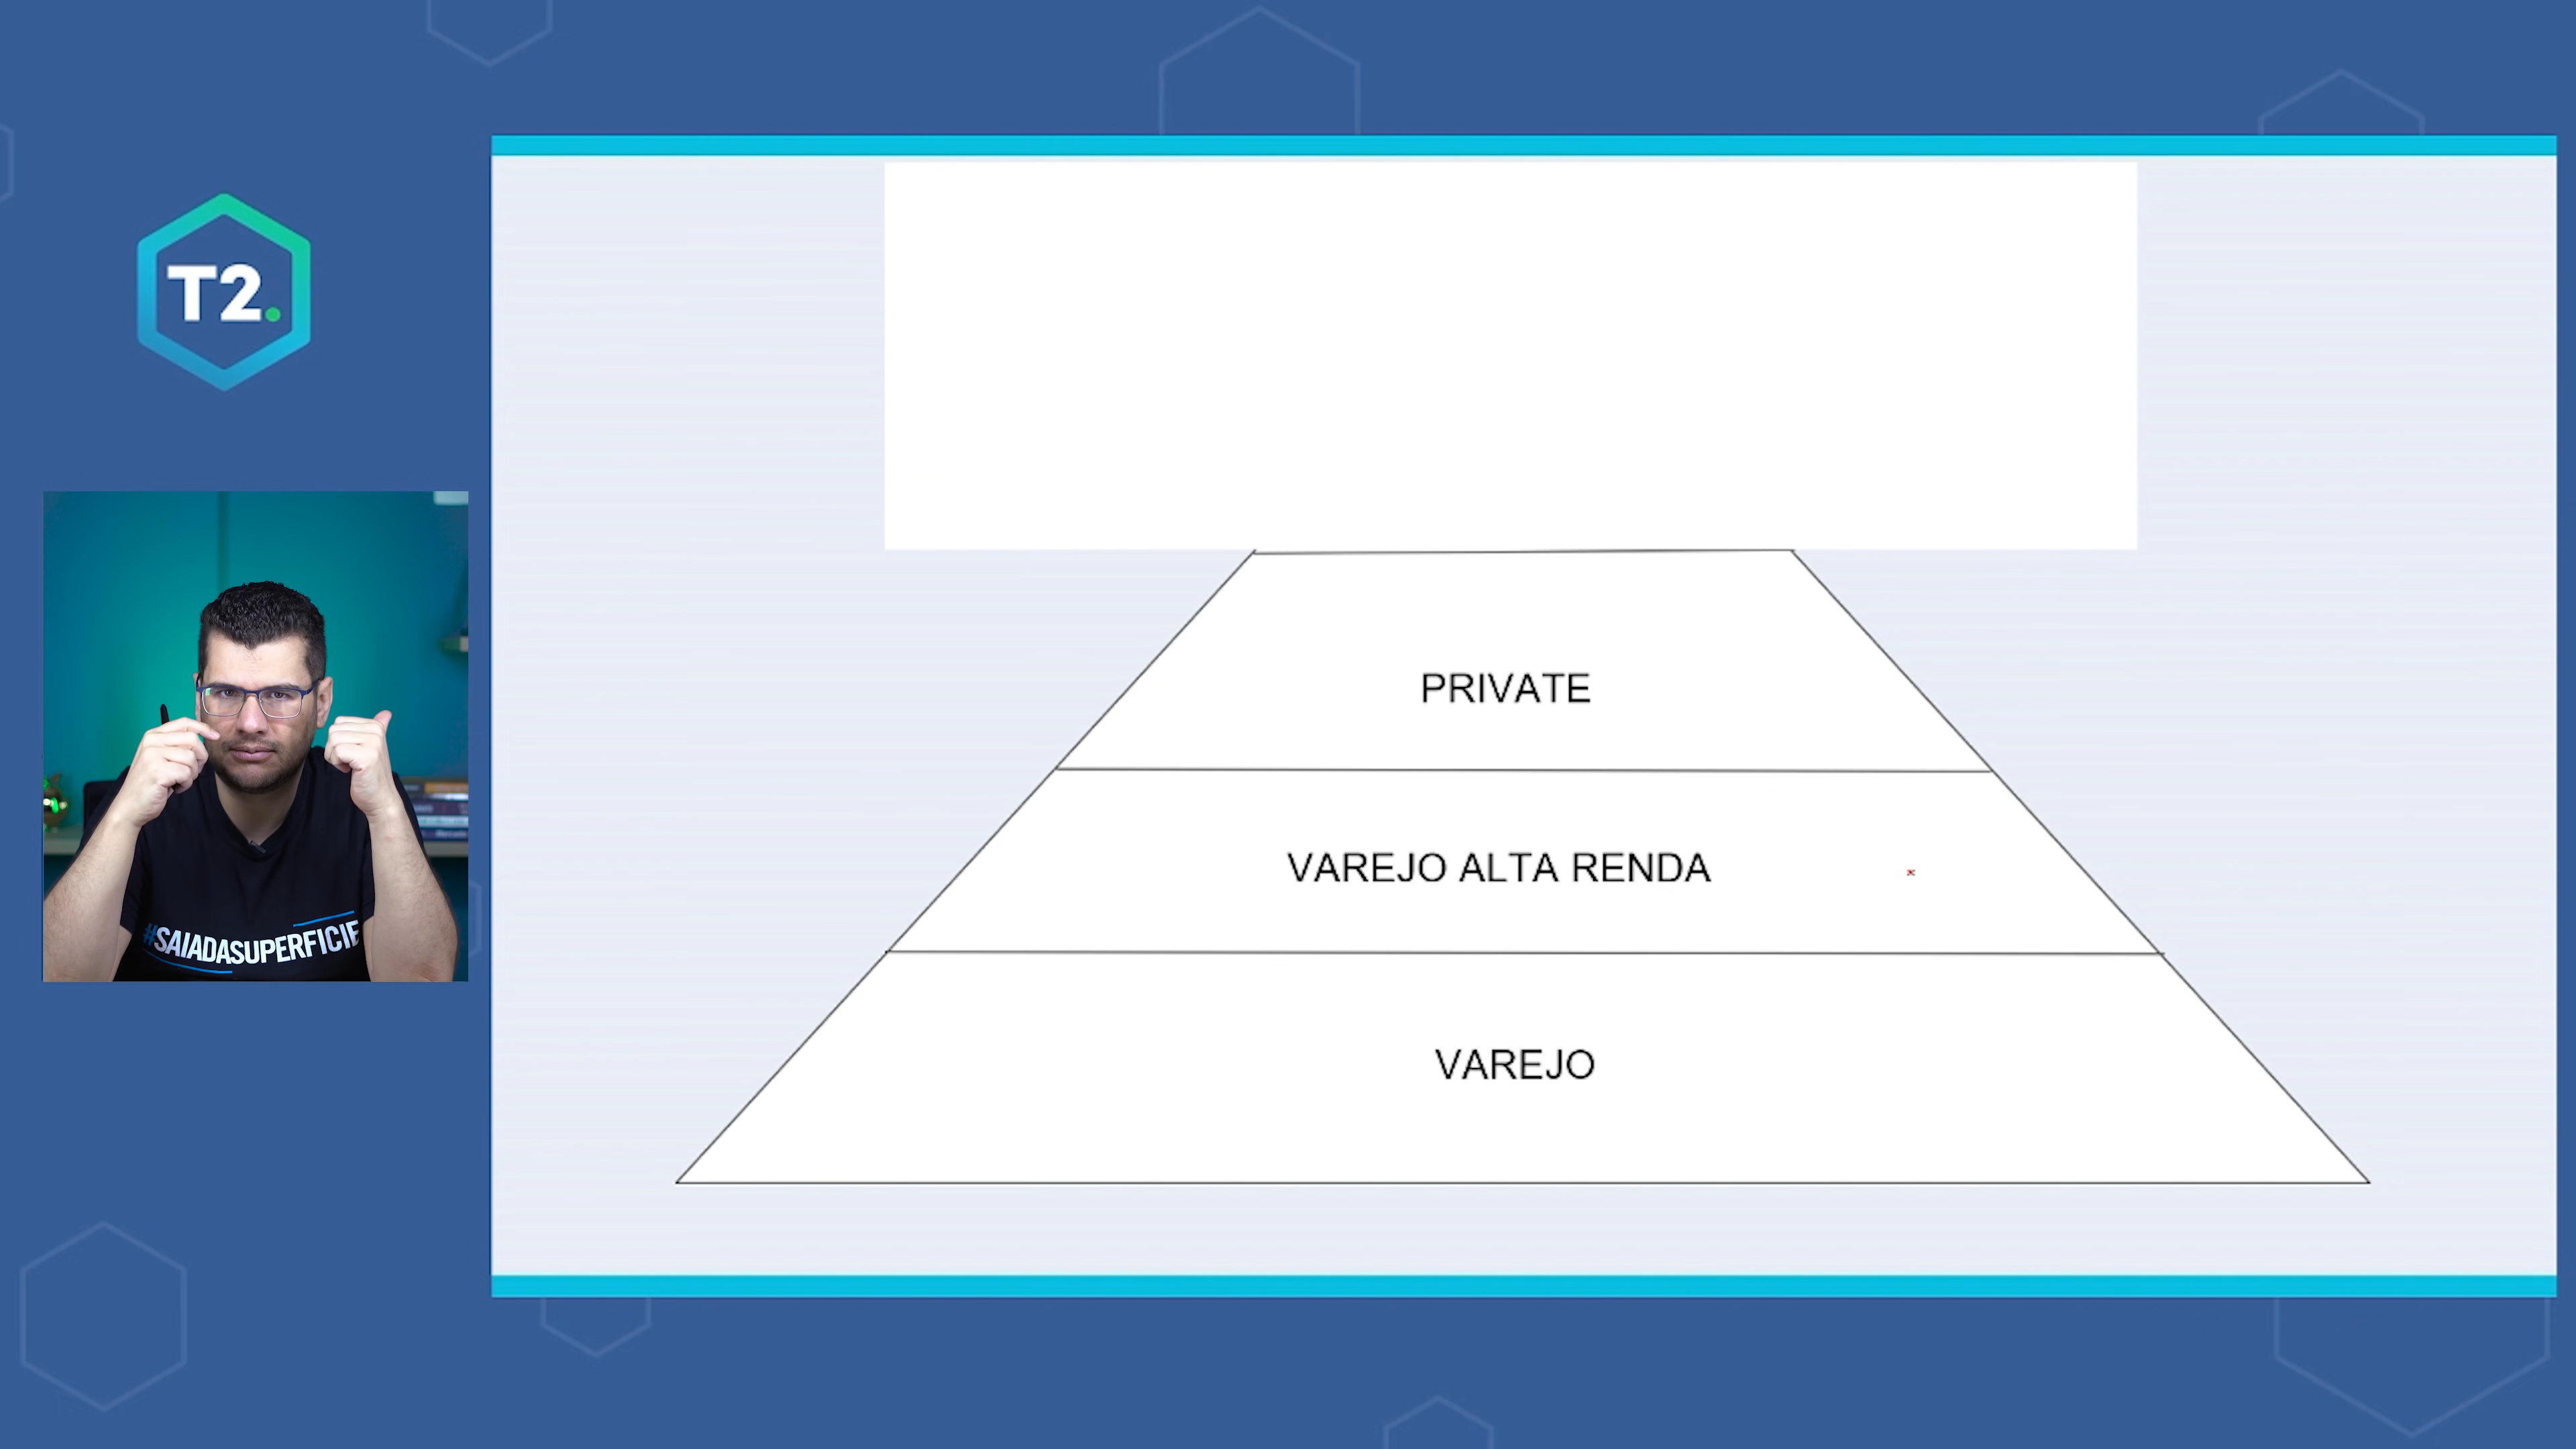 T2.
#SAIADASUPERFICIE
PRIVATE
VAREJO ALTA RENDA
VAREJO